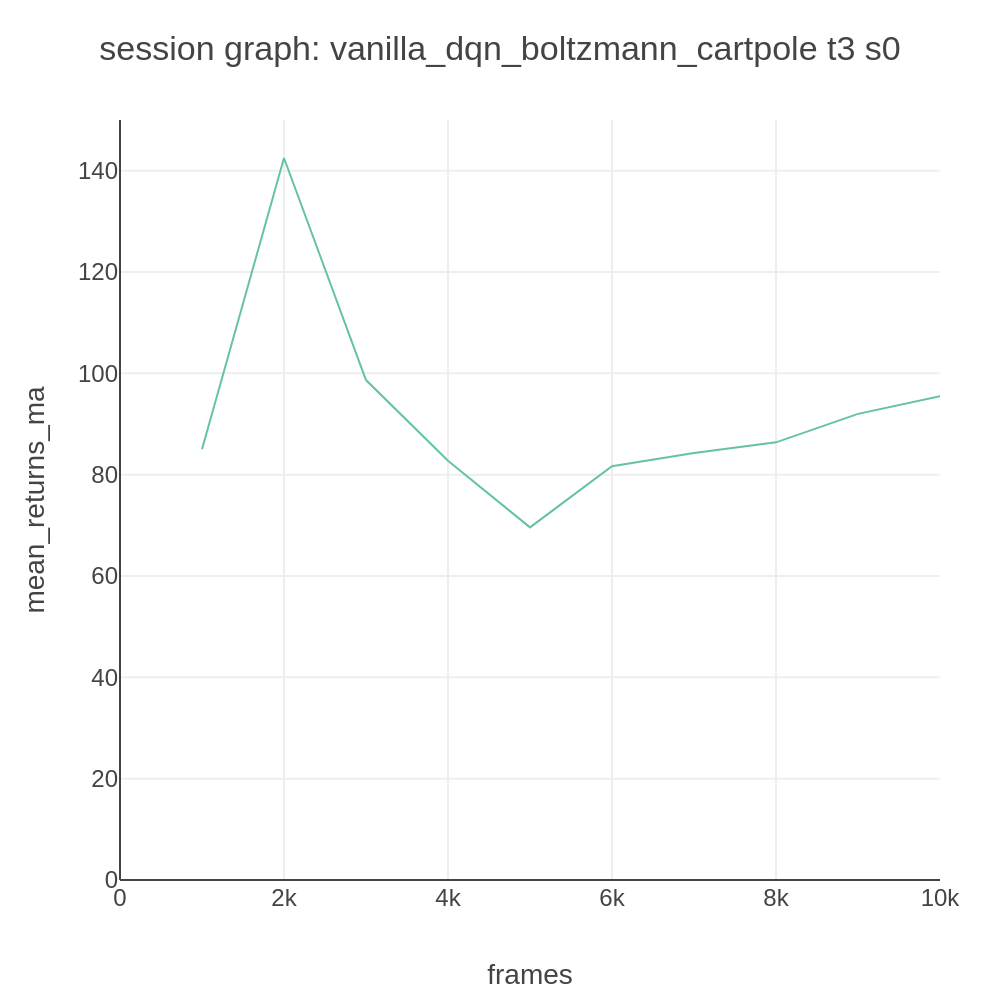 session graph: vanilla_dqn_boltzmann_cartpole t3 s0
mean_returns_ma
140
120
100
80
60
40
20
0
0 2k 4k 6k 8k 10k
frames